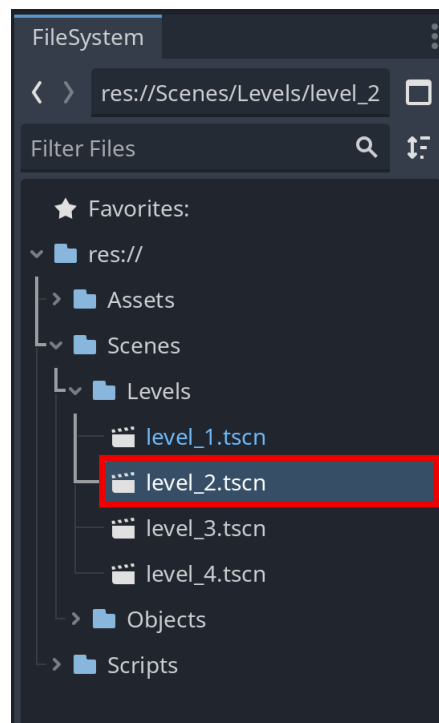 FileSystem
res://Scenes/Levels/level_2
Filter Files
Favorites:
res://
Assets
Scenes
Levels
level_1.tscn
level_2.tscn
level_3.tscn
level_4.tscn
Objects
Scripts